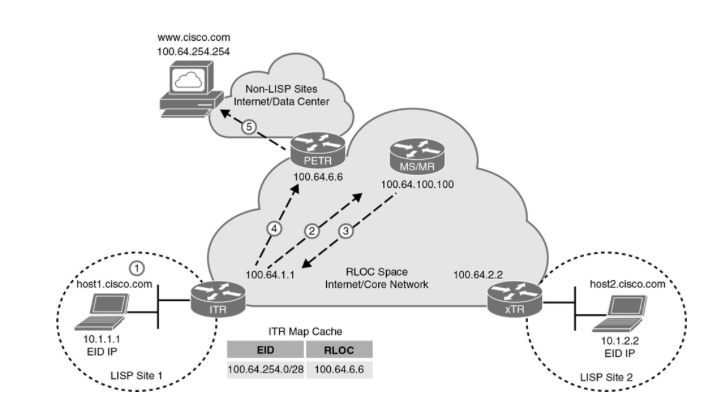 www.cisco.com
100.64.254.254
Non-LISP Sites
Internet/Data Center
5
PETR
100.64.6.6
MS/MR
100.64.100.100
4
2
3
1
host1.cisco.com
100.64.1.1
RLOC Space
Internet/Core Network
100.64.2.2
host2.cisco.com
ITR
xTR
10.1.1.1
EID IP
10.1.2.2
EID IP
LISP Site 1
LISP Site 2
ITR Map Cache
EID RLOC
100.64.254.0/28 100.64.6.6